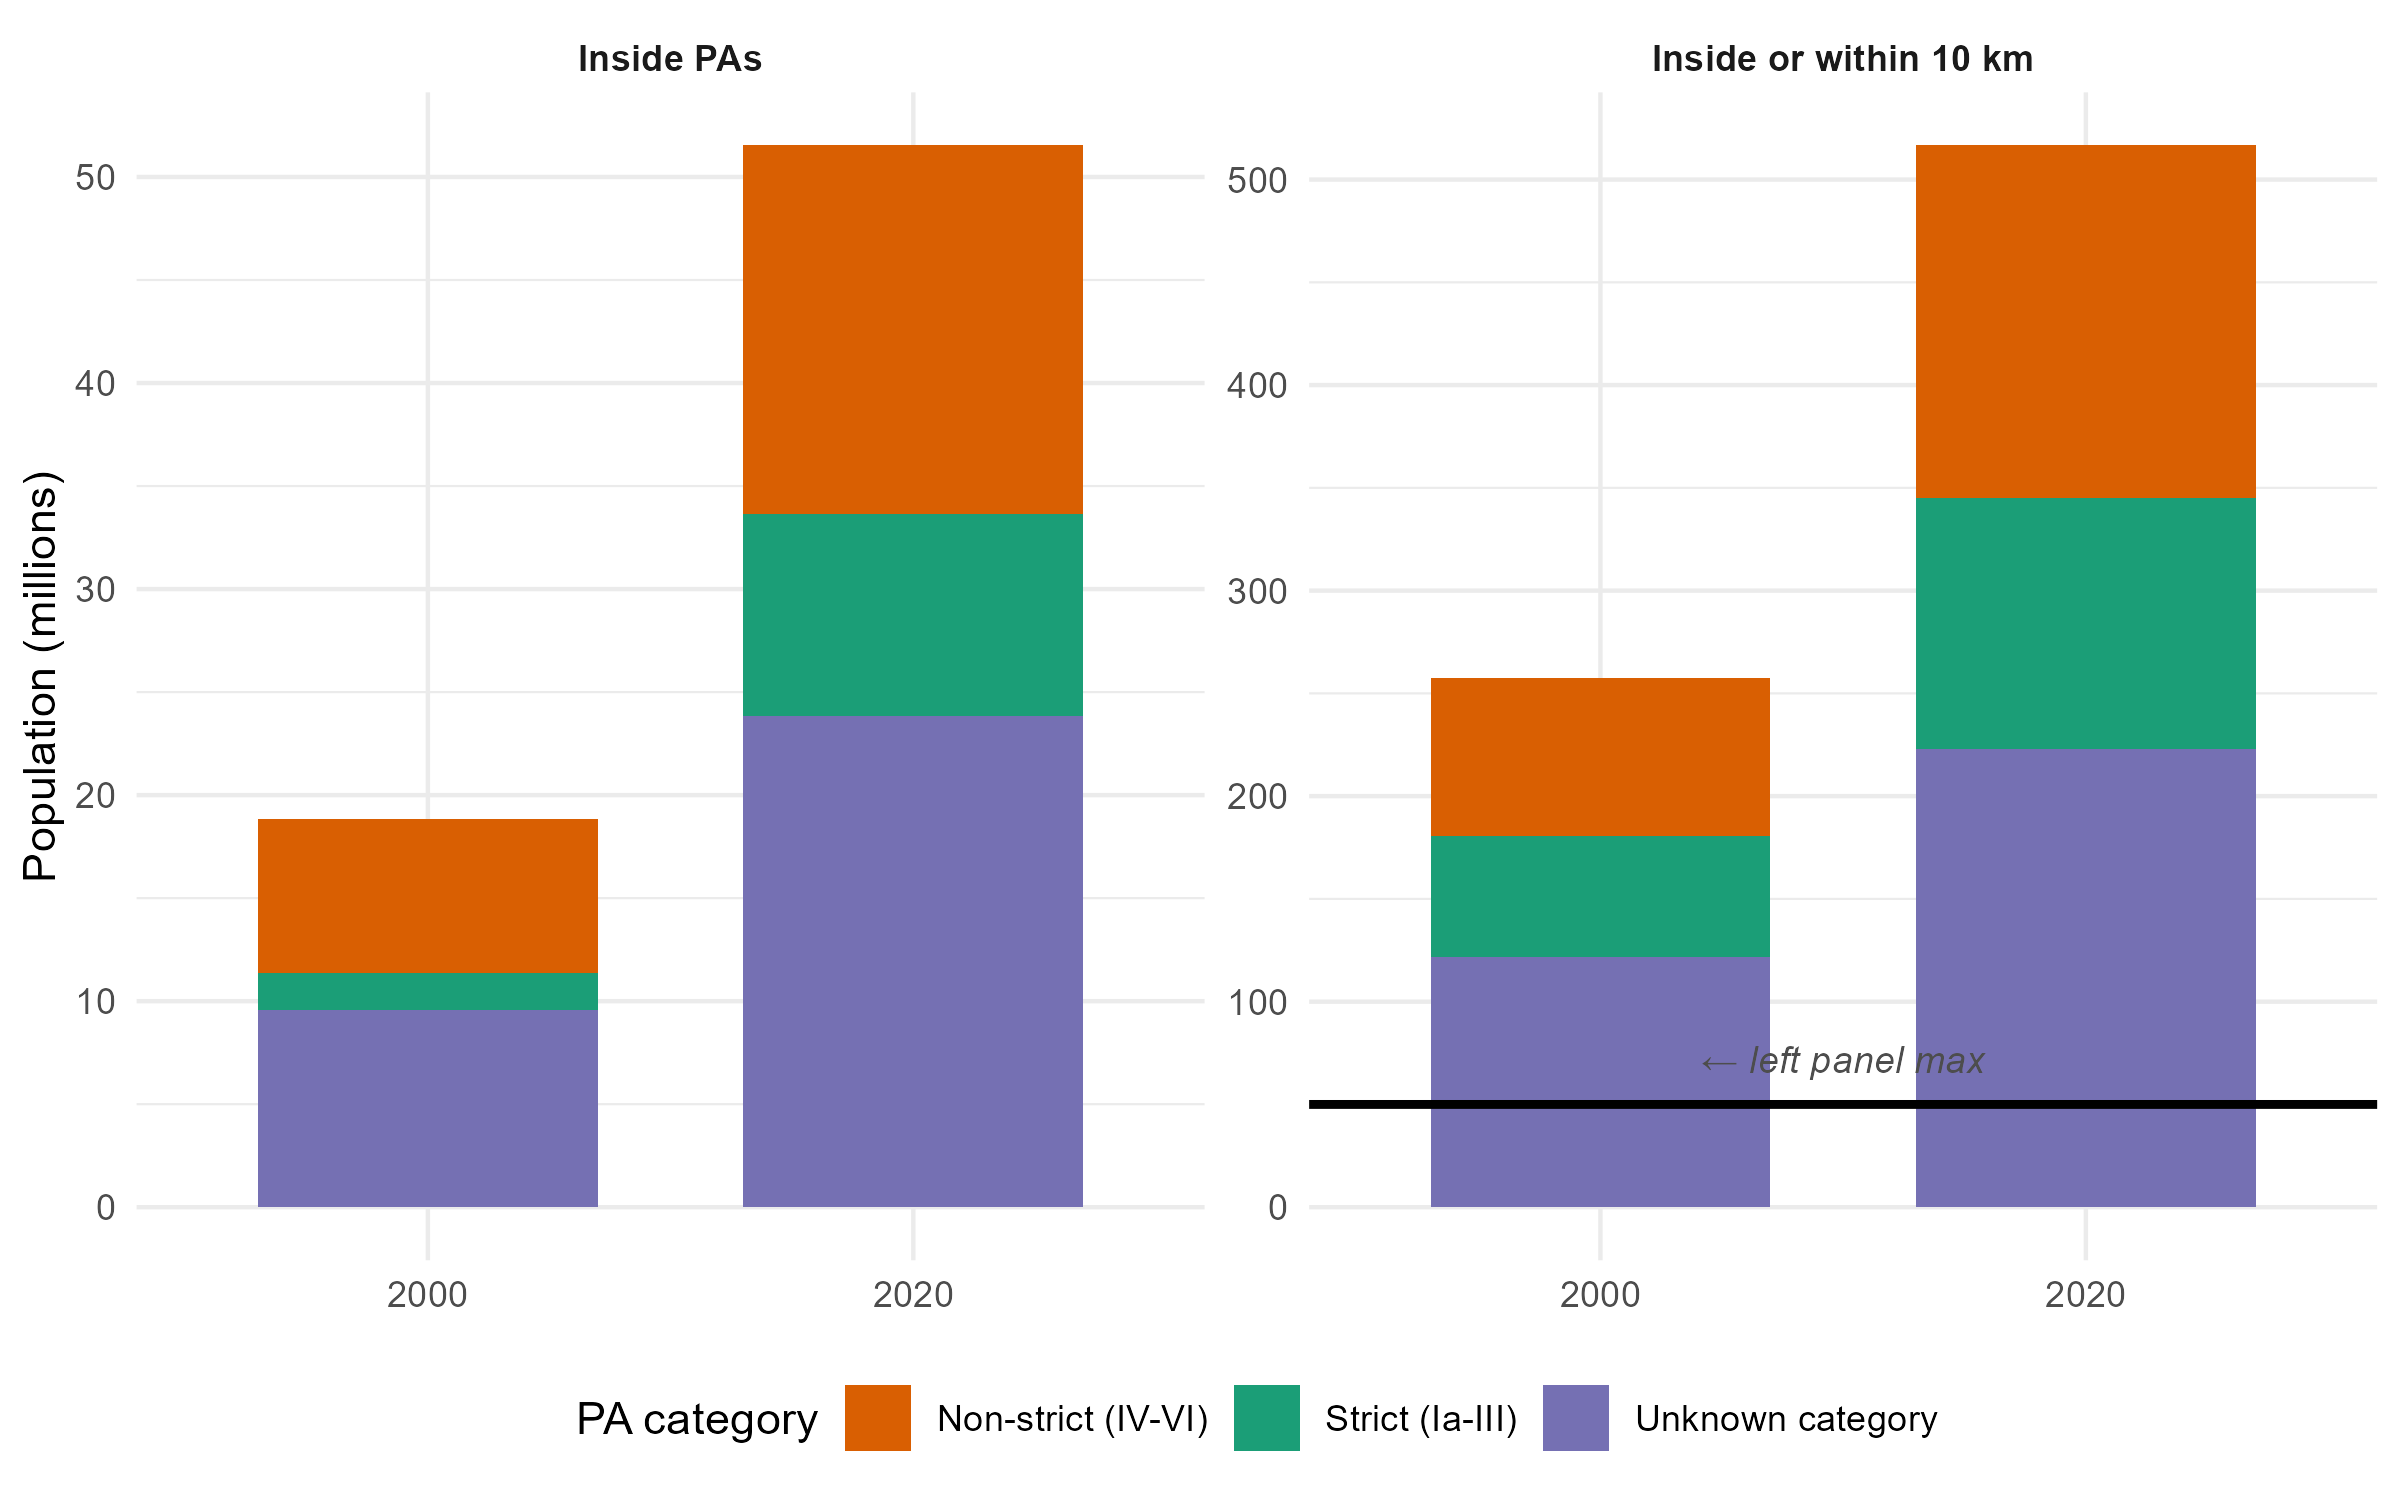 Inside PAs
Inside or within 10 km
Population (millions)
50
40
30
20
10
0
500
400
300
200
100
0
← left panel max
2000
2020
2000
2020
PA category
Non-strict (IV-VI)
Strict (Ia-III)
Unknown category